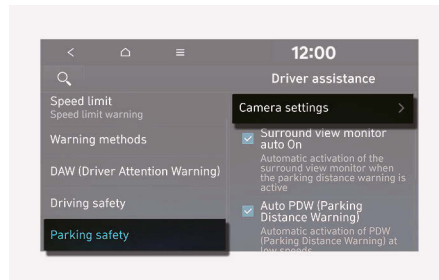 12:00
Driver assistance
Speed limit
Speed limit warning
Warning methods
DAW (Driver Attention Warning)
Driving safety
Parking safety
Camera settings
Surround view monitor
auto On
Automatic activation of the
surround view monitor when
the parking distance warning is
active
Auto PDW (Parking
Distance Warning)
Automatic activation of PDW
(Parking Distance Warning) at
low speeds